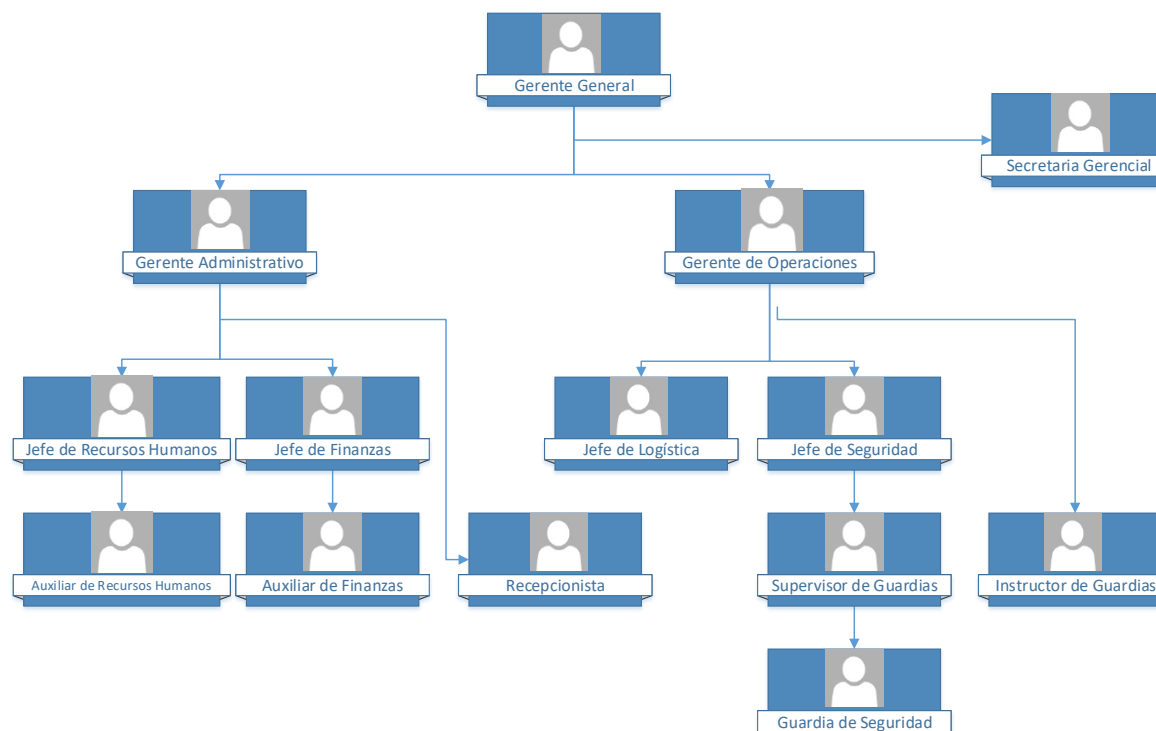 Gerente General
Secretaria Gerencial
Gerente Administrativo
Gerente de Operaciones
Jefe de Recursos Humanos
Jefe de Finanzas
Jefe de Logística
Jefe de Seguridad
Auxiliar de Recursos Humanos
Auxiliar de Finanzas
Recepcionista
Supervisor de Guardias
Instructor de Guardias
Guardia de Seguridad